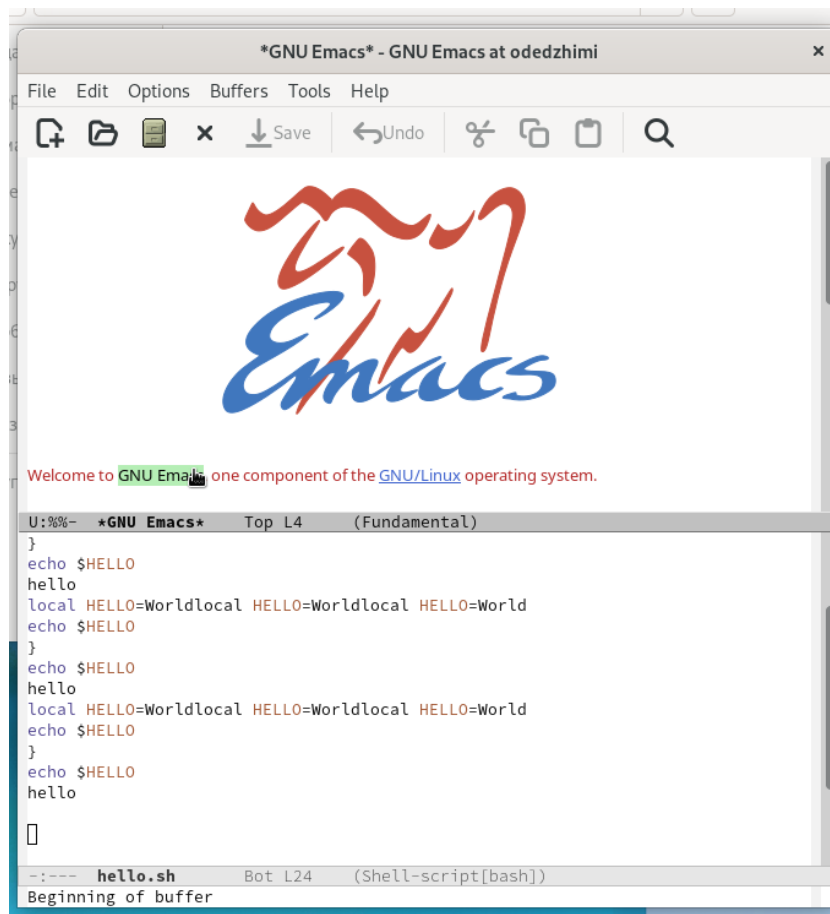 *GNU Emacs* - GNU Emacs at odedzhimi
File Edit Options Buffers Tools Help
Save Undo
Emacs
Welcome to GNU Emacs, one component of the GNU/Linux operating system.
U:%%- *GNU Emacs* Top L4 (Fundamental)
}
echo $HELLO
hello
local HELLO=Worldlocal HELLO=Worldlocal HELLO=World
echo $HELLO
}
echo $HELLO
hello
local HELLO=Worldlocal HELLO=Worldlocal HELLO=World
echo $HELLO
}
echo $HELLO
hello
-:--- hello.sh Bot L24 (Shell-script[bash])
Beginning of buffer